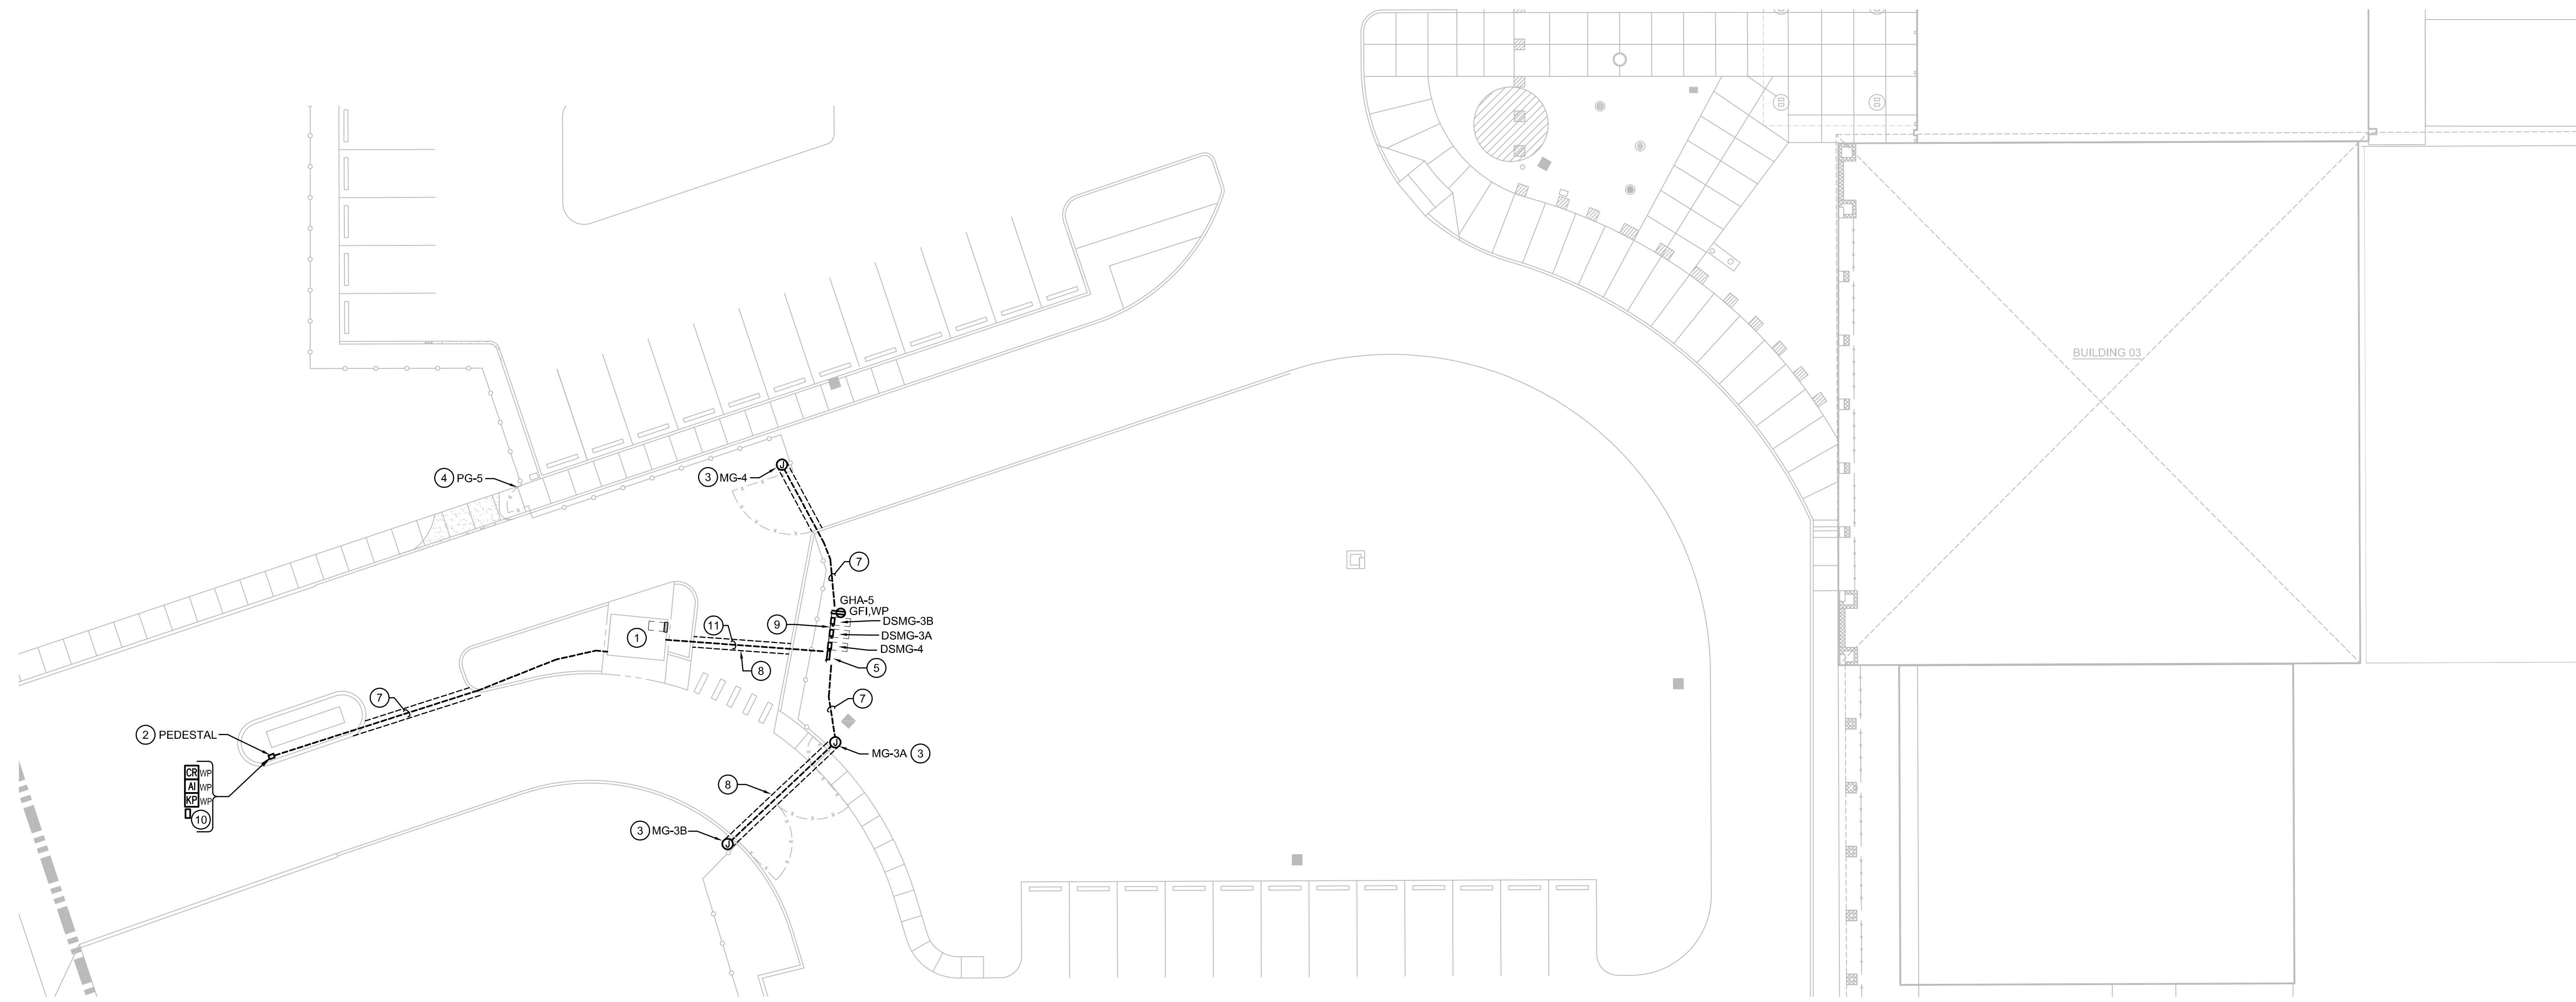 BUILDING 03
4 PG-5
3 MG-4
7
GHA-5
GFI,WP
9
DSMG-3B
DSMG-3A
DSMG-4
1
11
8
5
7
7
2 PEDESTAL
MG-3A 3
CR WP
AI WP
KP WP
10
8
3 MG-3B
J
J
J